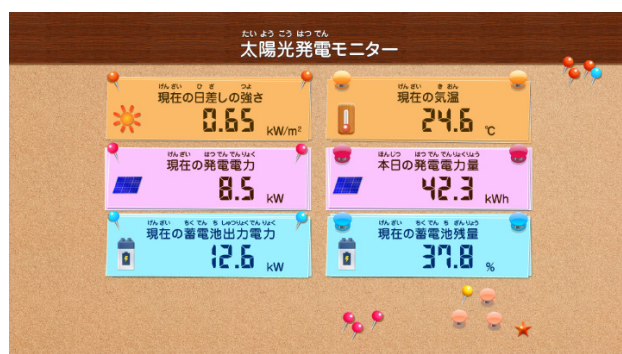 たいようこうはつでん
太陽光発電モニター
げんざい ひざ つよ
現在の日差しの強さ
0.65 kW/m²
げんざい きおん
現在の気温
24.6 ℃
げんざい はつでんでんりょく
現在の発電電力
8.5 kW
ほんじつ はつでんでんりょくりょう
本日の発電電力量
42.3 kWh
げんざい ちくでんち しゅつりょくでんりょく
現在の蓄電池出力電力
12.6 kW
げんざい ちくでんち ざんりょう
現在の蓄電池残量
37.8 %